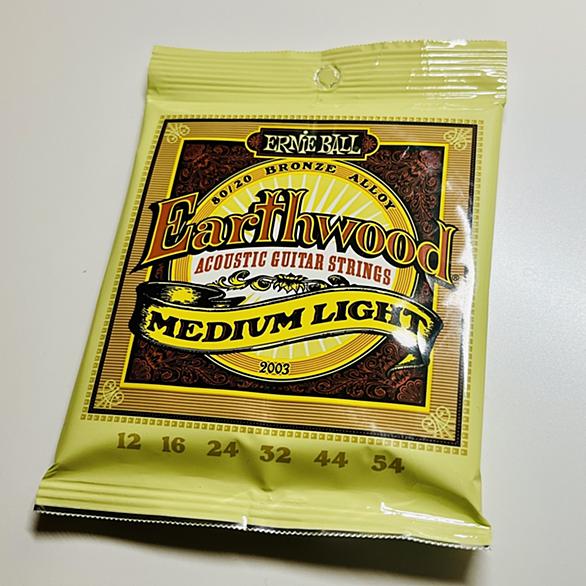 ERNIE BALL
80/20 BRONZE ALLOY
Earthwood
ACOUSTIC GUITAR STRINGS
MEDIUM LIGHT
2003
12 16 24 32 44 54